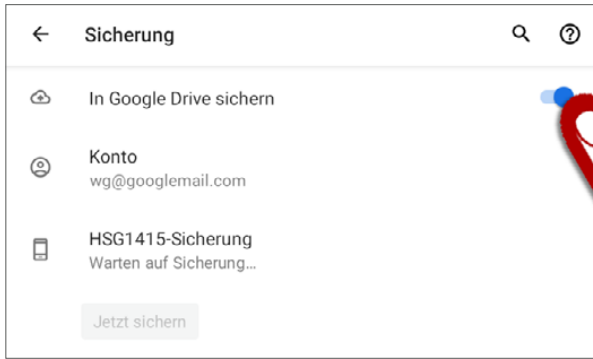 Sicherung
In Google Drive sichern
Konto
wg@googlemail.com
HSG1415-Sicherung
Warten auf Sicherung...
Jetzt sichern